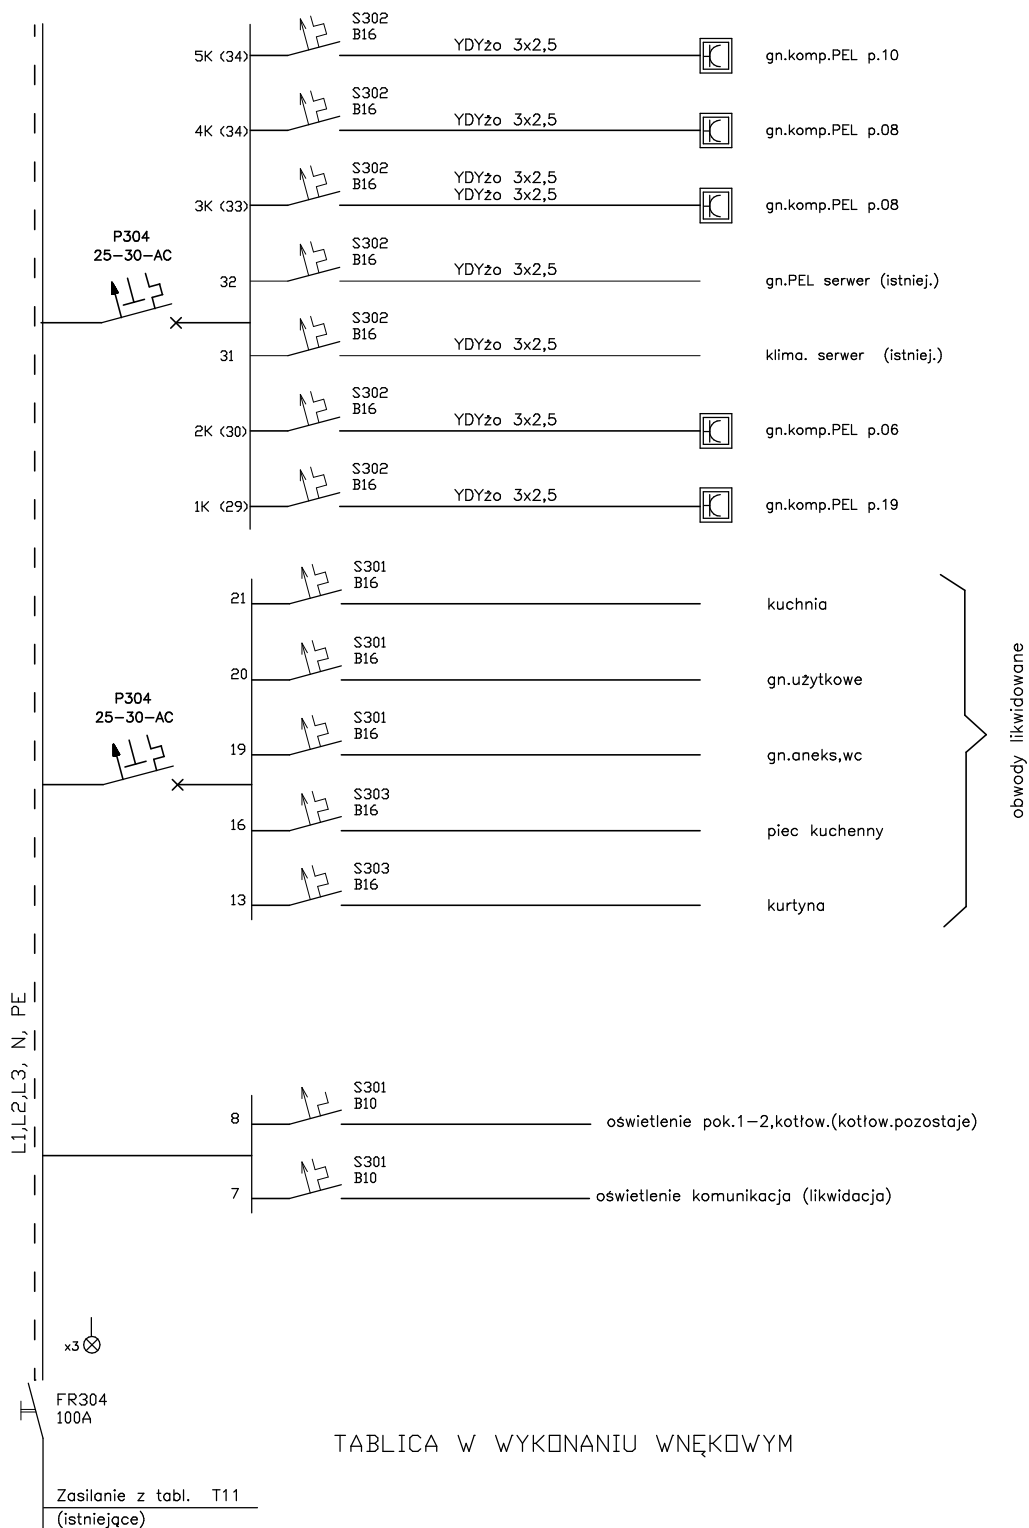 S302
B16
5K (34)
YDYżo 3x2,5
gn.komp.PEL p.10
S302
B16
4K (34)
YDYżo 3x2,5
gn.komp.PEL p.08
S302
B16
3K (33)
YDYżo 3x2,5
YDYżo 3x2,5
gn.komp.PEL p.08
P304
25-30-AC
S302
B16
32
YDYżo 3x2,5
gn.PEL serwer (istniej.)
S302
B16
31
YDYżo 3x2,5
klima. serwer (istniej.)
S302
B16
2K (30)
YDYżo 3x2,5
gn.komp.PEL p.06
S302
B16
1K (29)
YDYżo 3x2,5
gn.komp.PEL p.19
S301
B16
21
kuchnia
S301
B16
20
gn.użytkowe
P304
25-30-AC
S301
B16
19
gn.aneks,wc
S303
B16
16
piec kuchenny
S303
B16
13
kurtyna
obwody likwidowane
L1,L2,L3, N, PE
S301
B10
8
oświetlenie pok.1-2,kotłow.(kotłow.pozostaje)
S301
B10
7
oświetlenie komunikacja (likwidacja)
x3
FR304
100A
TABLICA W WYKONANIU WNĘKOWYM
Zasilanie z tabl. T11
(istniejące)